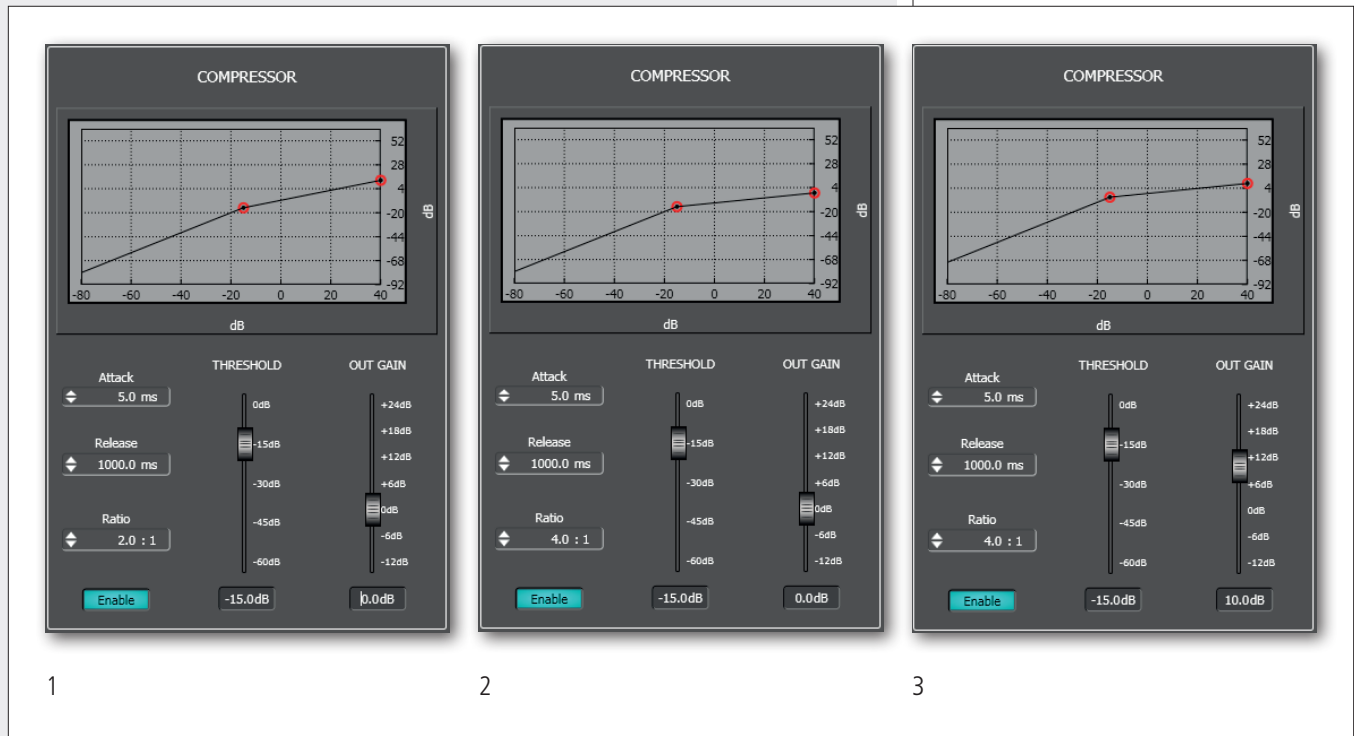 COMPRESSOR
52
28
4
-20
-44
-68
-92
dB
-80 -60 -40 -20 0 20 40
dB
THRESHOLD OUT GAIN
Attack
5.0 ms
Release
1000.0 ms
Ratio
2.0 : 1
Enable
0dB
-15dB
-30dB
-45dB
-60dB
-15.0dB
+24dB
+18dB
+12dB
+6dB
0dB
-6dB
-12dB
0.0dB
1
COMPRESSOR
52
28
4
-20
-44
-68
-92
dB
-80 -60 -40 -20 0 20 40
dB
THRESHOLD OUT GAIN
Attack
5.0 ms
Release
1000.0 ms
Ratio
4.0 : 1
Enable
0dB
-15dB
-30dB
-45dB
-60dB
-15.0dB
+24dB
+18dB
+12dB
+6dB
0dB
-6dB
-12dB
0.0dB
2
COMPRESSOR
52
28
4
-20
-44
-68
-92
dB
-80 -60 -40 -20 0 20 40
dB
THRESHOLD OUT GAIN
Attack
5.0 ms
Release
1000.0 ms
Ratio
4.0 : 1
Enable
0dB
-15dB
-30dB
-45dB
-60dB
-15.0dB
+24dB
+18dB
+12dB
+6dB
0dB
-6dB
-12dB
10.0dB
3